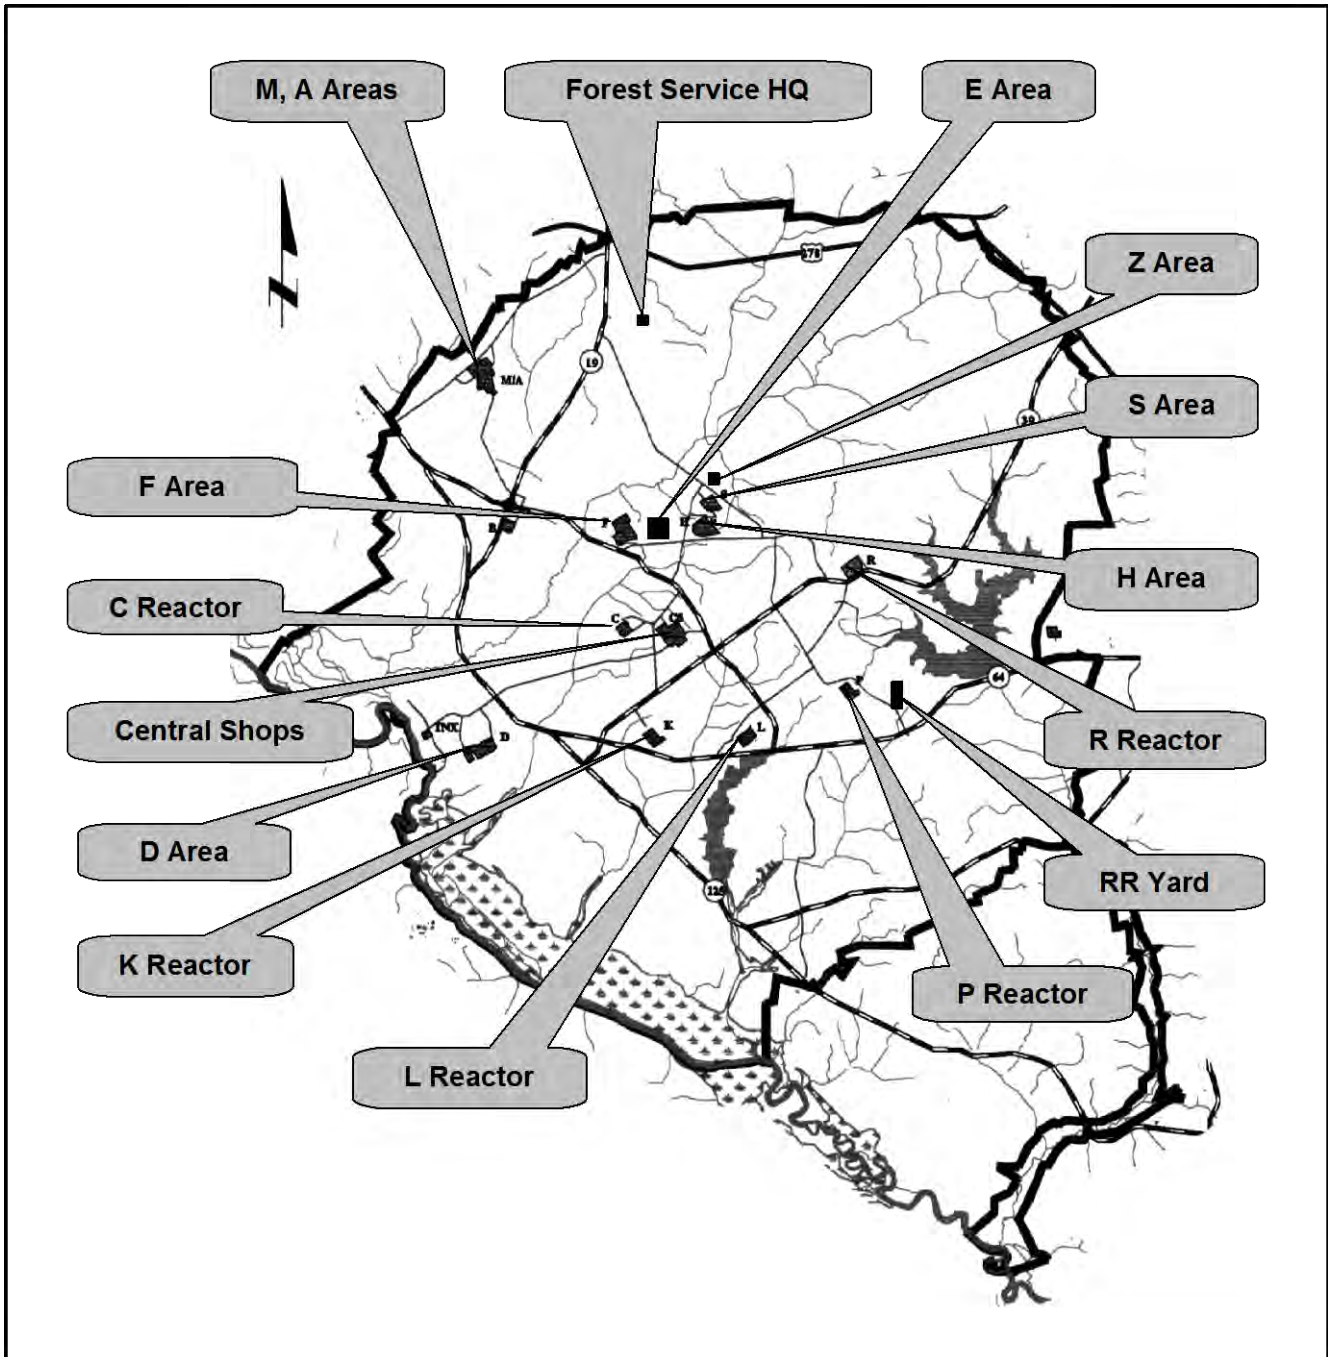 M, A Areas
Forest Service HQ
E Area
Z Area
278
19
M/A
S Area
39
F Area
F
B
H Area
R
C Reactor
C
CS
64
P
Central Shops
TNX
D
K
L
R Reactor
D Area
RR Yard
125
K Reactor
P Reactor
L Reactor